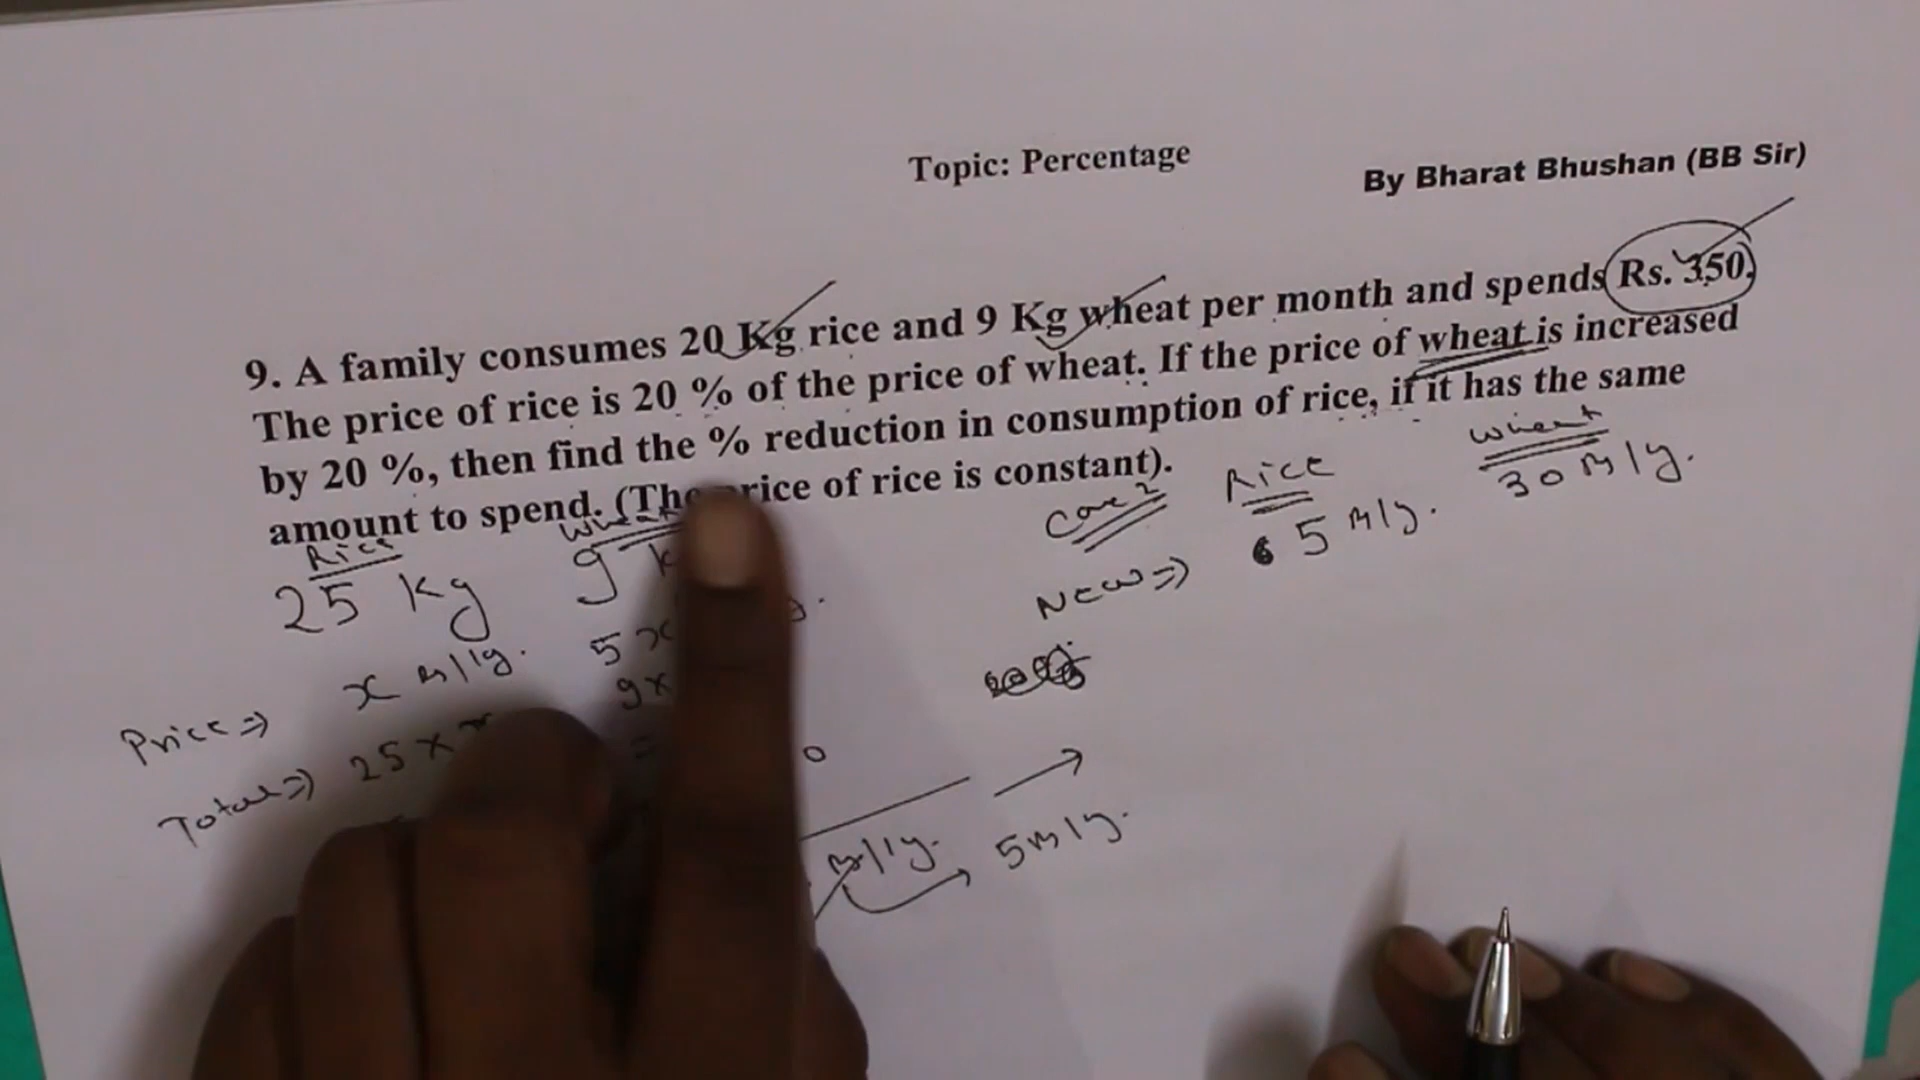 Topic: Percentage
By Bharat Bhushan (BB Sir)
9. A family consumes 20 Kg rice and 9 Kg wheat per month and spends Rs. 350.
The price of rice is 20 % of the price of wheat. If the price of wheat is increased
by 20 %, then find the % reduction in consumption of rice, if it has the same
amount to spend. (The price of rice is constant).
Rice Wheat
25 Kg 9 K
Price => x 5x
Total => 25 × 9×
Case 2 Rice Wheat
New => 5 30
5